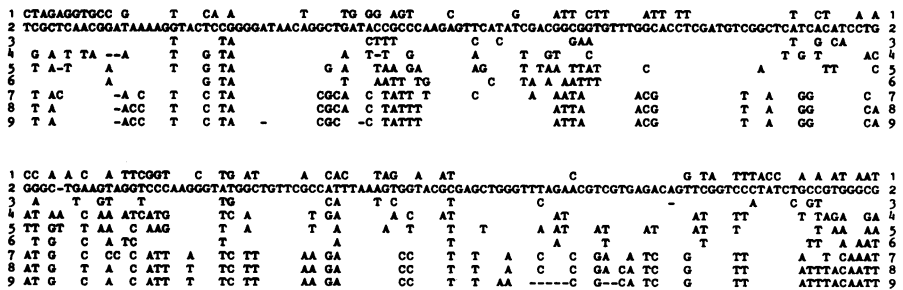 1 CTAGAGGTGCC G T CCA A T TG GG AGT C G ATT CTT ATT TT T CT A A 1
2 TCGCTCAACGGATAAAAGGTACTCCGGGGATAACAGGCTGATACCGCCCAAGAGTTCATATCGACGGCGGTGTTTGGCACCTCGATGTCGGCTCATCACATCCTG 2
3 T TA CTTT C C GAA T G CA 3
4 G A T TA --A T G TA A T-T G A T GT C T G T AC 4
5 T A-T A T G TA G A TAA GA AG T TAA TTAT C A TT C 5
6 A G TA T AATT TG C TA A AATTT 6
7 T AC -A C T C TA CGCA C TATT T C A AATA ACG T A GG C 7
8 T A -ACC T C TA CGCA C TATTT ATTA ACG T A GG CA 8
9 T A -ACC T C TA - CGC -C TATTT ATTA ACG T A GG CA 9
1 CC A A C A TTCGGT C TG AT A CAC TAG A AT C G TA TTTACC A AAT AAT 1
2 GGGC-TGAAGTAGGTCCCAAGGGTATGGCTGTTCGCCATTTAAAGTGGTACGCGAGCTGGGTTTAGAACGTCGTGAGACAGTTCGGTCCCTATCTGCCGTGGGCG 2
3 A T GT T TG CA T C T C - A C GT 3
4 AT AA C AA ATCATG TC A T GA A C AT AT AT TT T TAGA GA 4
5 TT GT T AA C AAG T A T A A T A T T T A AAT AT AT AT T T AA AA 5
6 T G C A TC T A T A T T T TT A AAT 6
7 AT G C CC C ATT A T TC TT AA GA CC T T A C GA A TC G TT A T CAAAT 7
8 AT G T A C ATT T TC TT AA GA CC T T A C C GA CA TC G TT ATTTACAATT 8
9 AT G C A C ATT T TC TT AA GA CC T T AA -----C G--CA TC G TT ATTTACAATT 9